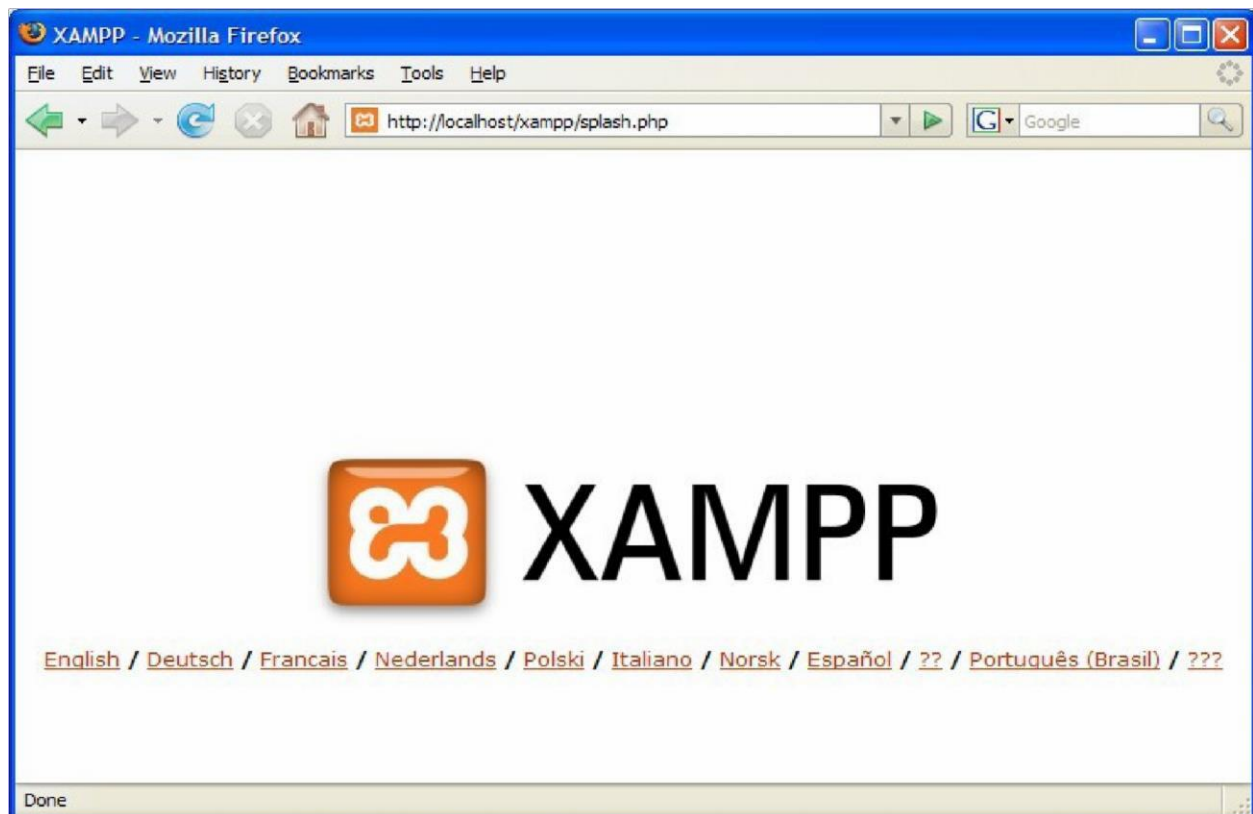 XAMPP - Mozilla Firefox
File Edit View History Bookmarks Tools Help
http://localhost/xampp/splash.php G Google
XAMPP
English / Deutsch / Francais / Nederlands / Polski / Italiano / Norsk / Español / ?? / Português (Brasil) / ???
Done